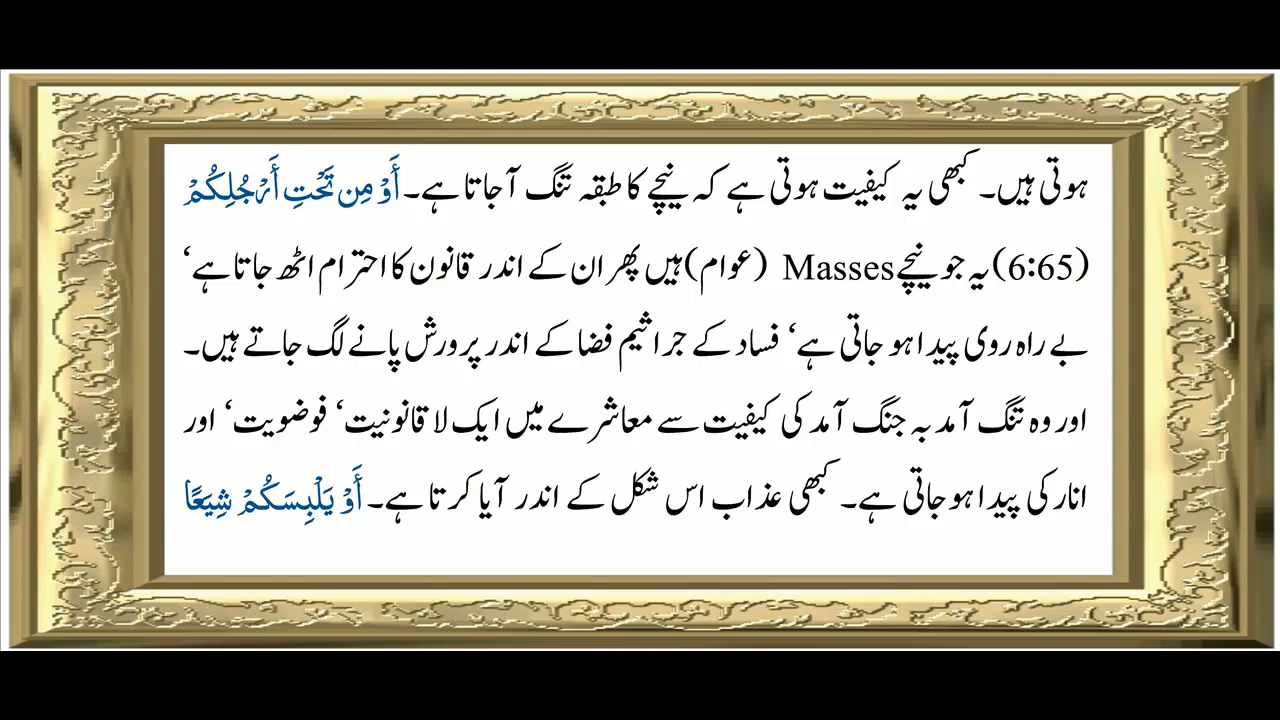 ہوتی ہیں۔ کبھی یہ کیفیت ہوتی ہے کہ نیچے کا طبقہ تنگ آ جاتا ہے۔ أَوْ مِن تَحْتِ أَرْجُلِكُمْ
(6:65) یہ جو نیچے Masses (عوام) ہیں پھر ان کے اندر قانون کا احترام اٹھ جاتا ہے‘
بے راہ روی پیدا ہو جاتی ہے‘ فساد کے جراثیم فضا کے اندر پرورش پانے لگ جاتے ہیں۔
اور وہ تنگ آمد بہ جنگ آمد کی کیفیت سے معاشرے میں ایک لا قانونیت‘ فوضویت‘ اور
انارکی پیدا ہو جاتی ہے۔ کبھی عذاب اس شکل کے اندر آیا کرتا ہے۔ أَوْ يَلْبِسَكُمْ شِيَعًا